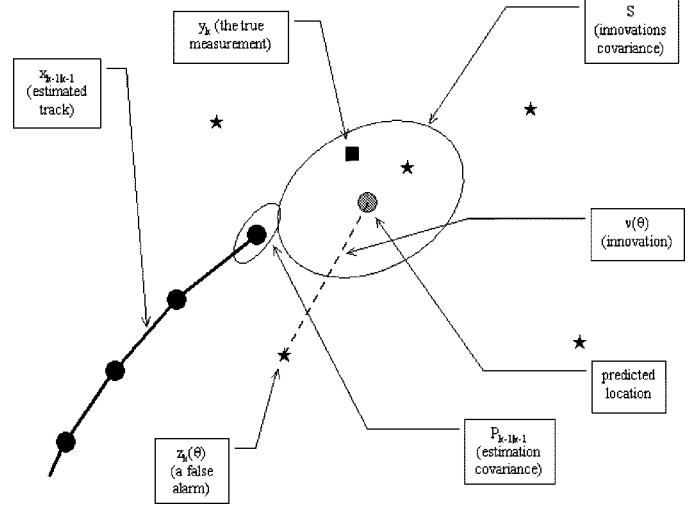 S
(innovations
covariance)
yₖ (the true
measurement)
xₖ₋₁|ₖ₋₁
(estimated
track)
ν(θ)
(innovation)
predicted
location
Pₖ₋₁|ₖ₋₁
(estimation
covariance)
zₖ(θ)
(a false
alarm)